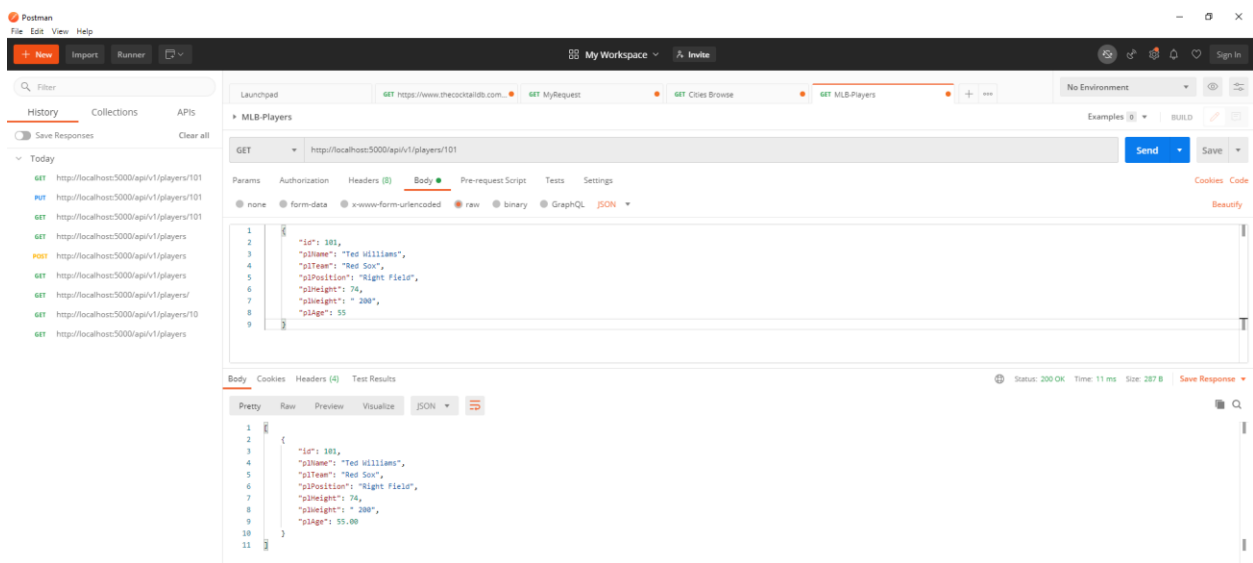 Postman
File Edit View Help
+ New Import Runner My Workspace Invite Sign In
Filter
History Collections APIs
Save Responses Clear all
Today
GET http://localhost:5000/api/v1/players/101
PUT http://localhost:5000/api/v1/players/101
GET http://localhost:5000/api/v1/players/101
GET http://localhost:5000/api/v1/players
POST http://localhost:5000/api/v1/players
GET http://localhost:5000/api/v1/players
GET http://localhost:5000/api/v1/players/
GET http://localhost:5000/api/v1/players/10
GET http://localhost:5000/api/v1/players
Launchpad GET https://www.thecocktaildb.com... GET MyRequest GET Cities Browse GET MLB-Players + ••• No Environment
MLB-Players Examples 0 BUILD
GET http://localhost:5000/api/v1/players/101 Send Save
Params Authorization Headers (8) Body Pre-request Script Tests Settings Cookies Code
none form-data x-www-form-urlencoded raw binary GraphQL JSON Beautify
1 {
2 "id": 101,
3 "plName": "Ted Williams",
4 "plTeam": "Red Sox",
5 "plPosition": "Right Field",
6 "plHeight": 74,
7 "plWeight": " 200",
8 "plAge": 55
9 }
Body Cookies Headers (4) Test Results Status: 200 OK Time: 11 ms Size: 287 B Save Response
Pretty Raw Preview Visualize JSON
1 [
2 {
3 "id": 101,
4 "plName": "Ted Williams",
5 "plTeam": "Red Sox",
6 "plPosition": "Right Field",
7 "plHeight": 74,
8 "plWeight": " 200",
9 "plAge": 55.00
10 }
11 ]